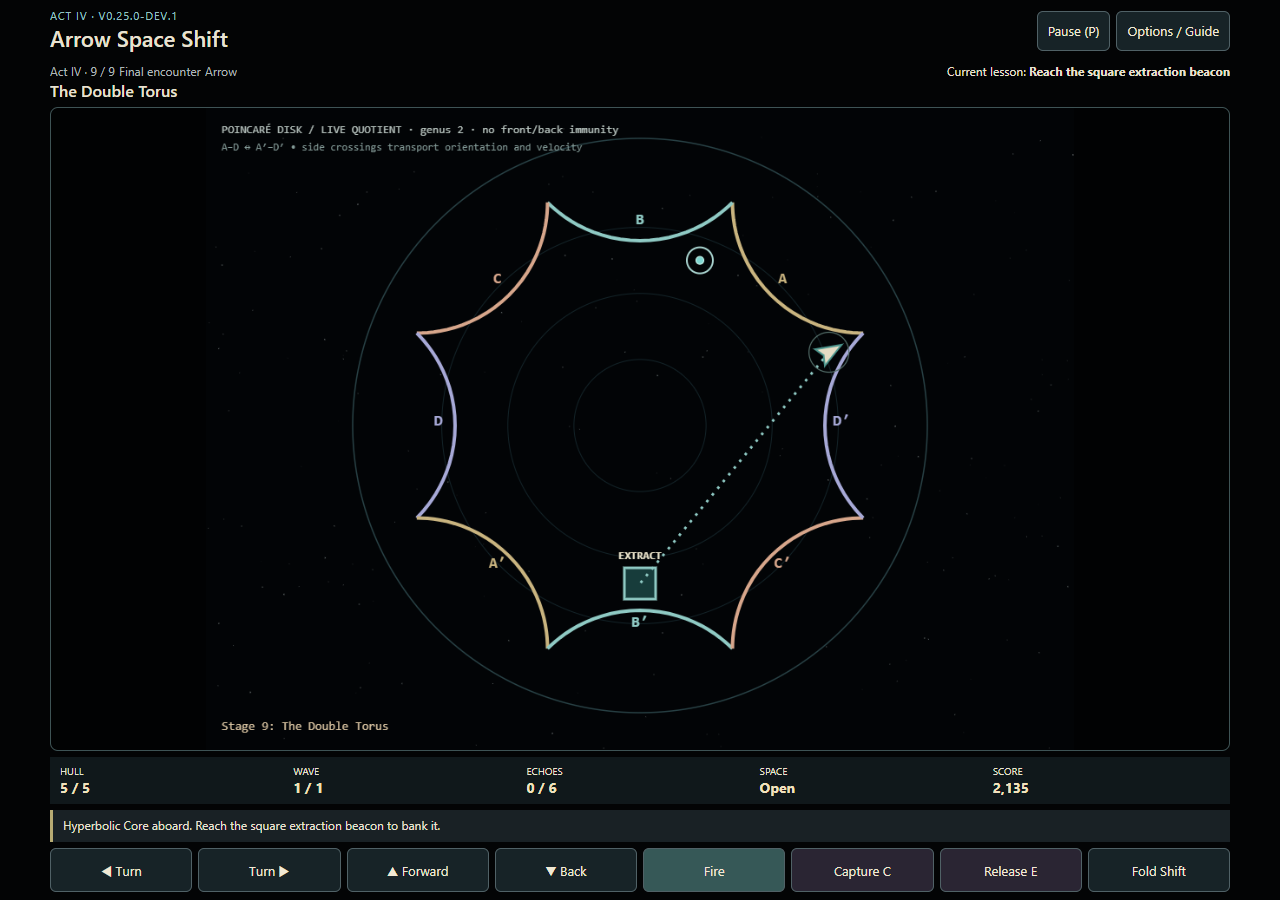 ACT IV · V0.25.0-DEV.1
Arrow Space Shift
Pause (P)
Options / Guide
Act IV · 9 / 9 Final encounter Arrow
Current lesson: Reach the square extraction beacon
The Double Torus
POINCARÉ DISK / LIVE QUOTIENT · genus 2 · no front/back immunity
A–D ↔ A′–D′ • side crossings transport orientation and velocity
B
C
A
D
D′
EXTRACT
A′
C′
B′
Stage 9: The Double Torus
HULL
5 / 5
WAVE
1 / 1
ECHOES
0 / 6
SPACE
Open
SCORE
2,135
Hyperbolic Core aboard. Reach the square extraction beacon to bank it.
◀ Turn
Turn ▶
▲ Forward
▼ Back
Fire
Capture C
Release E
Fold Shift